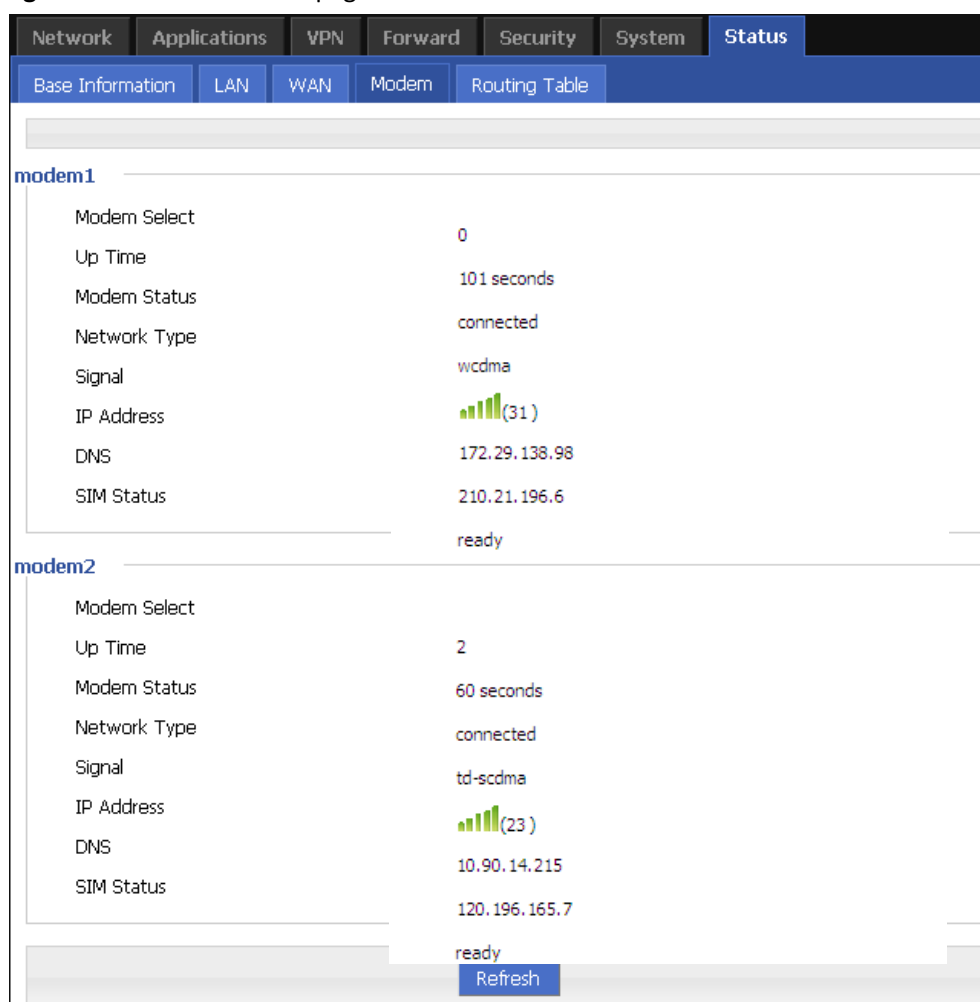 Network Applications VPN Forward Security System Status
Base Information LAN WAN Modem Routing Table
modem1
Modem Select
0
Up Time
101 seconds
Modem Status
connected
Network Type
wcdma
Signal
(31 )
IP Address
172.29.138.98
DNS
210.21.196.6
SIM Status
ready
modem2
Modem Select
2
Up Time
60 seconds
Modem Status
connected
Network Type
td-scdma
Signal
(23 )
IP Address
10.90.14.215
DNS
120.196.165.7
SIM Status
ready
Refresh